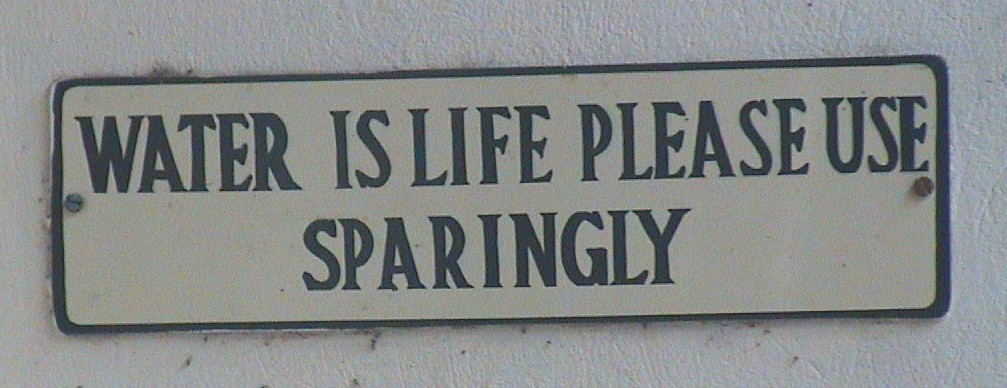 WATER IS LIFE PLEASE USE
SPARINGLY